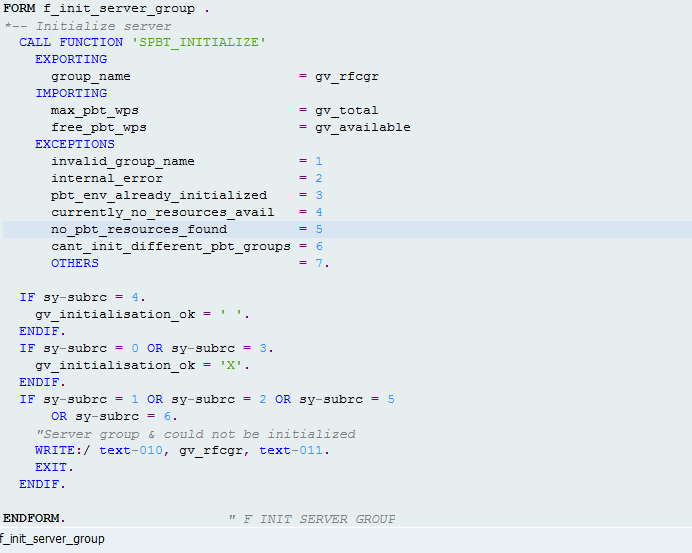 FORM f_init_server_group .
*-- Initialize server
  CALL FUNCTION 'SPBT_INITIALIZE'
    EXPORTING
      group_name                     = gv_rfcgr
    IMPORTING
      max_pbt_wps                    = gv_total
      free_pbt_wps                   = gv_available
    EXCEPTIONS
      invalid_group_name             = 1
      internal_error                 = 2
      pbt_env_already_initialized    = 3
      currently_no_resources_avail   = 4
      no_pbt_resources_found         = 5
      cant_init_different_pbt_groups = 6
      OTHERS                         = 7.

  IF sy-subrc = 4.
    gv_initialisation_ok = ' '.
  ENDIF.
  IF sy-subrc = 0 OR sy-subrc = 3.
    gv_initialisation_ok = 'X'.
  ENDIF.
  IF sy-subrc = 1 OR sy-subrc = 2 OR sy-subrc = 5
      OR sy-subrc = 6.
    "Server group & could not be initialized
    WRITE:/ text-010, gv_rfcgr, text-011.
    EXIT.
  ENDIF.

ENDFORM.                    " F INIT SERVER GROUP
f_init_server_group